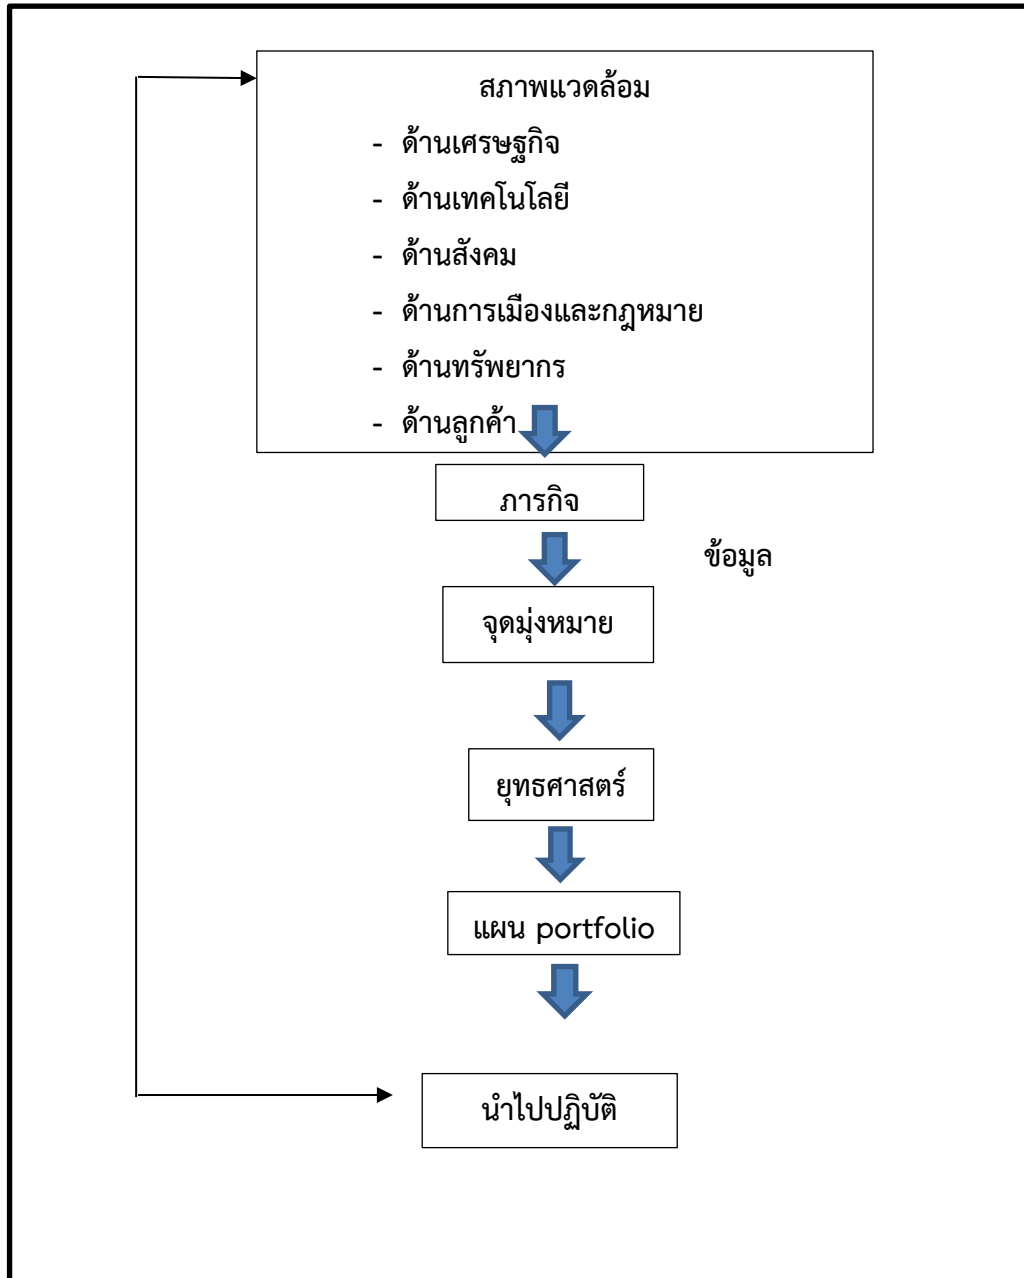 สภาพแวดล้อม
- ด้านเศรษฐกิจ
- ด้านเทคโนโลยี
- ด้านสังคม
- ด้านการเมืองและกฎหมาย
- ด้านทรัพยากร
- ด้านลูกค้า
ภารกิจ
ข้อมูล
จุดมุ่งหมาย
ยุทธศาสตร์
แผน portfolio
นำไปปฏิบัติ